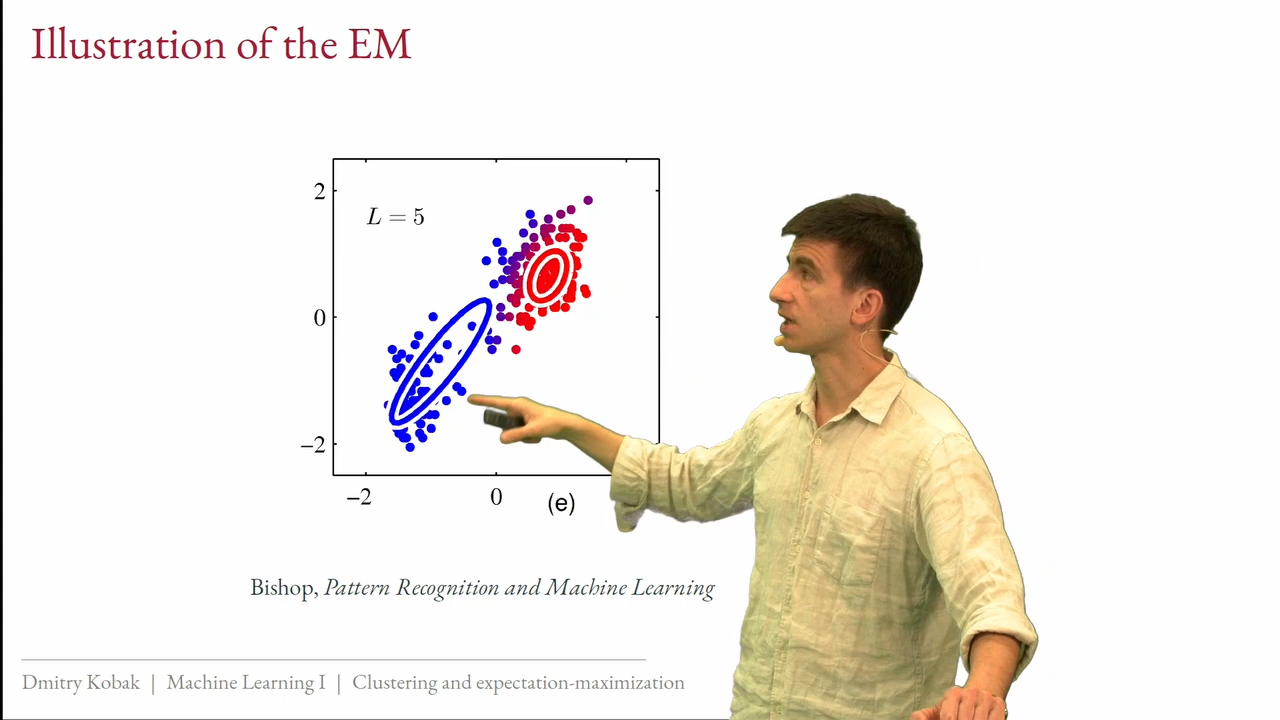 Illustration of the EM
2
L = 5
0
−2
−2
0
(e)
Bishop, Pattern Recognition and Machine Learning
Dmitry Kobak | Machine Learning I | Clustering and expectation-maximization